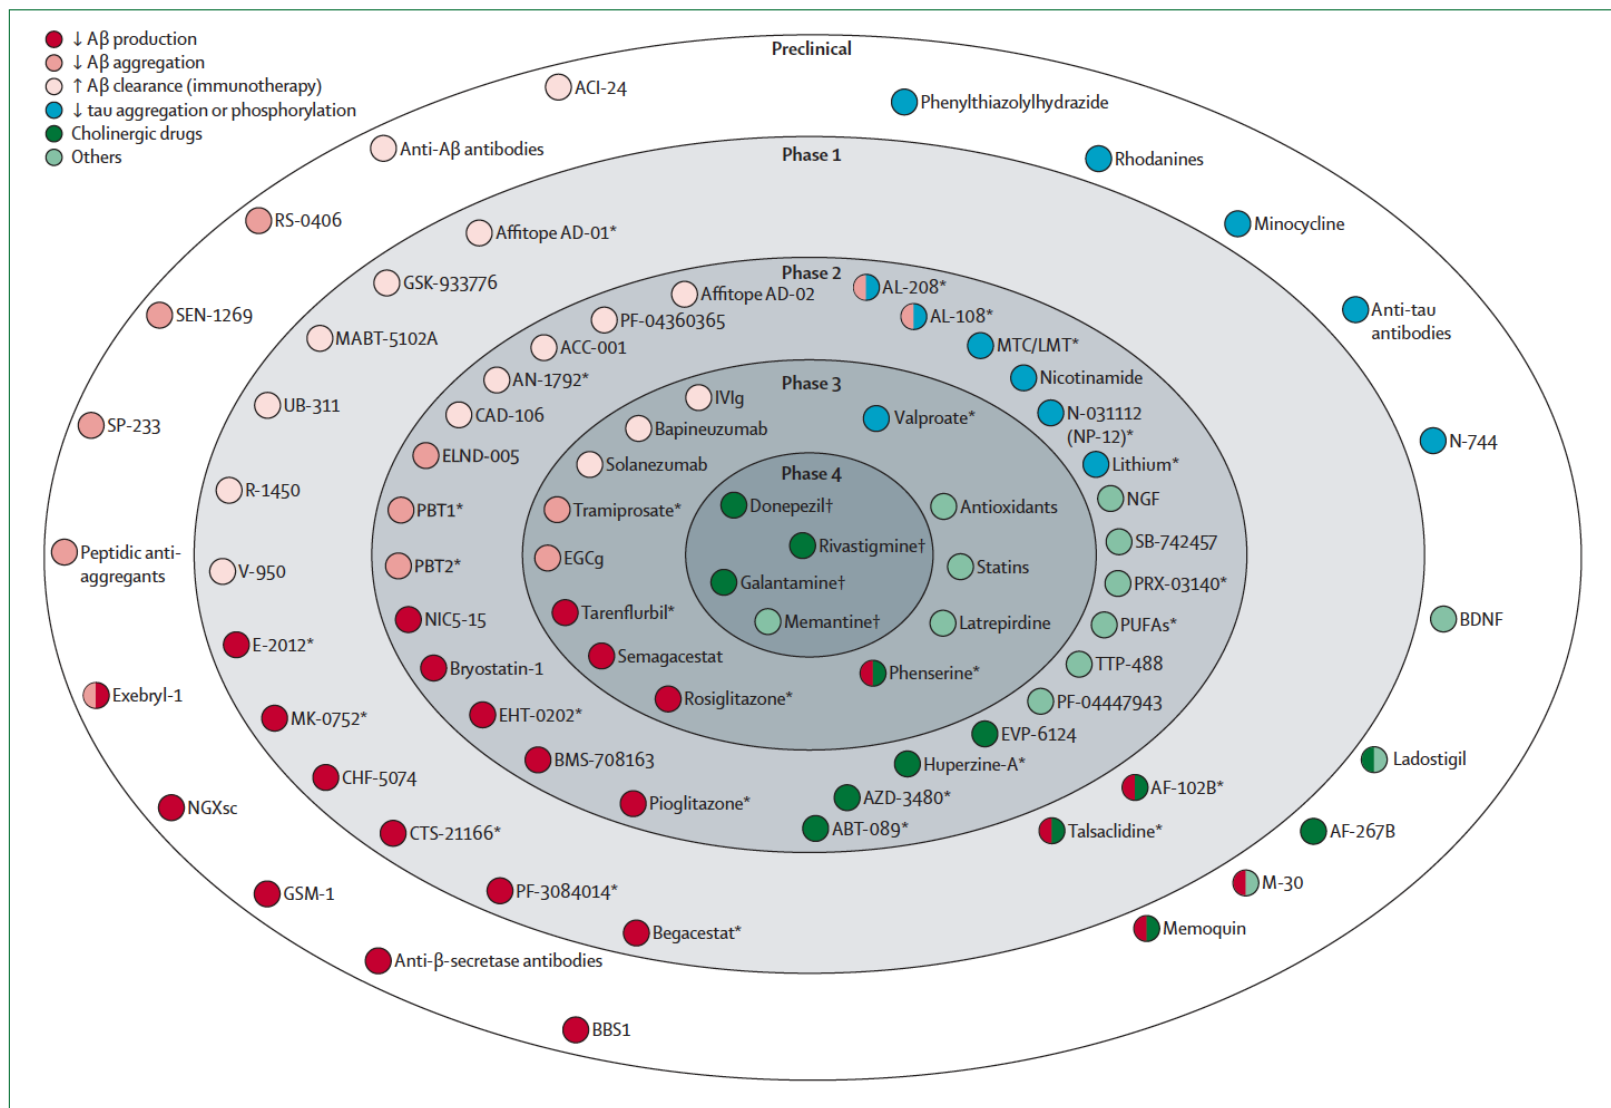 ↓ Aβ production
↓ Aβ aggregation
↑ Aβ clearance (immunotherapy)
↓ tau aggregation or phosphorylation
Cholinergic drugs
Others
Preclinical
ACI-24
Phenylthiazolylhydrazide
Anti-Aβ antibodies
Rhodanines
RS-0406
Minocycline
SEN-1269
Anti-tau
antibodies
SP-233
N-744
Peptidic anti-
aggregants
BDNF
Exebryl-1
Ladostigil
NGXsc
AF-267B
GSM-1
M-30
Memoquin
Anti-β-secretase antibodies
BBS1
Phase 1
Affitope AD-01*
GSK-933776
MABT-5102A
UB-311
R-1450
V-950
E-2012*
MK-0752*
CHF-5074
CTS-21166*
PF-3084014*
Begacestat*
AF-102B*
Talsaclidine*
Phase 2
Affitope AD-02
AL-208*
PF-04360365
AL-108*
ACC-001
MTC/LMT*
AN-1792*
Nicotinamide
CAD-106
N-031112
(NP-12)*
ELND-005
Lithium*
PBT1*
NGF
PBT2*
SB-742457
NIC5-15
PRX-03140*
Bryostatin-1
PUFAs*
EHT-0202*
TTP-488
BMS-708163
PF-04447943
Pioglitazone*
EVP-6124
Huperzine-A*
AZD-3480*
ABT-089*
Phase 3
IVIg
Valproate*
Bapineuzumab
Solanezumab
Tramiprosate*
Antioxidants
EGCg
Statins
Tarenflurbil*
Latrepirdine
Semagacestat
Phenserine*
Rosiglitazone*
Phase 4
Donepezil†
Rivastigmine†
Galantamine†
Memantine†